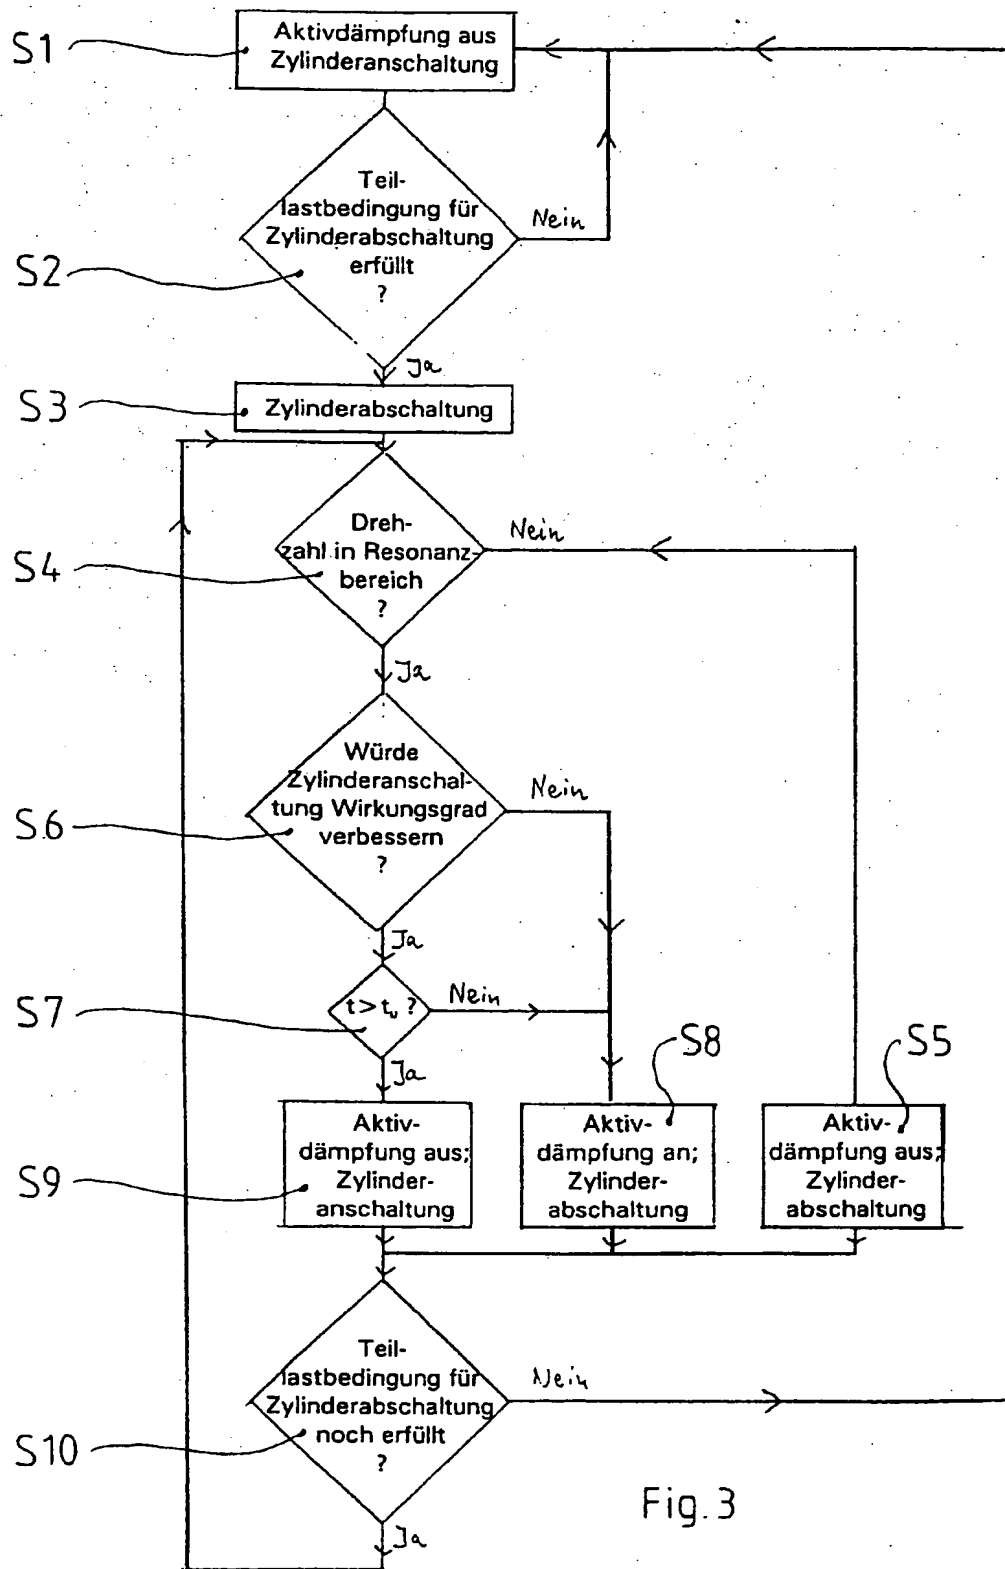 S1
Aktivdämpfung aus
Zylinderanschaltung
Teil-
lastbedingung für
Zylinderabschaltung
erfüllt
?
Nein
S2
Ja
S3
Zylinderabschaltung
Dreh-
zahl in Resonanz-
bereich
?
Nein
S4
Ja
Würde
Zylinderanschal-
tung Wirkungsgrad
verbessern
?
Nein
S6
Ja
S7
t > tᵤ ?
Nein
Ja
S8
S5
Aktiv-
dämpfung aus;
Zylinder-
anschaltung
S9
Aktiv-
dämpfung an;
Zylinder-
abschaltung
Aktiv-
dämpfung aus;
Zylinder-
abschaltung
Teil-
lastbedingung für
Zylinderabschaltung
noch erfüllt
?
Nein
S10
Ja
Fig. 3